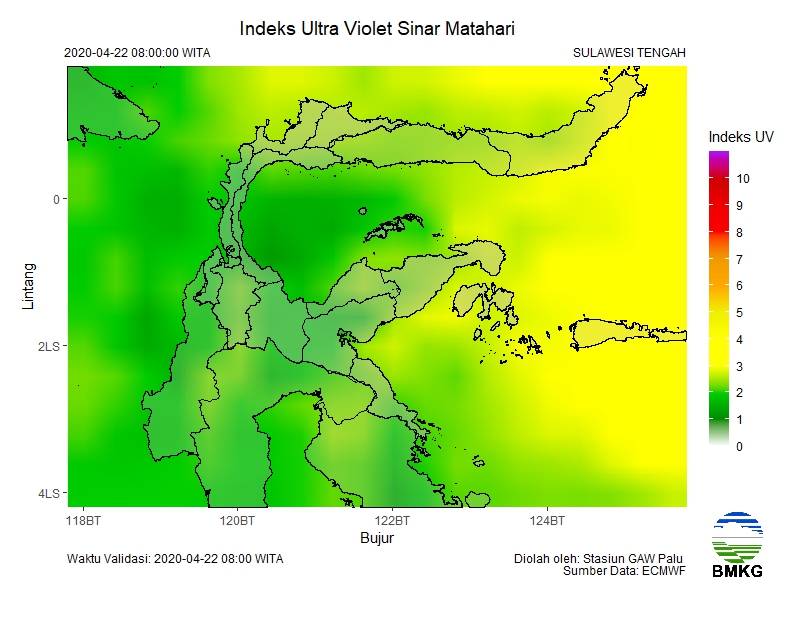 Indeks Ultra Violet Sinar Matahari
2020-04-22 08:00:00 WITA
SULAWESI TENGAH
Indeks UV
10
9
8
7
6
5
4
3
2
1
0
Lintang
0
2LS
4LS
118BT
120BT
122BT
124BT
Bujur
Waktu Validasi: 2020-04-22 08:00 WITA
Diolah oleh: Stasiun GAW Palu
Sumber Data: ECMWF
BMKG